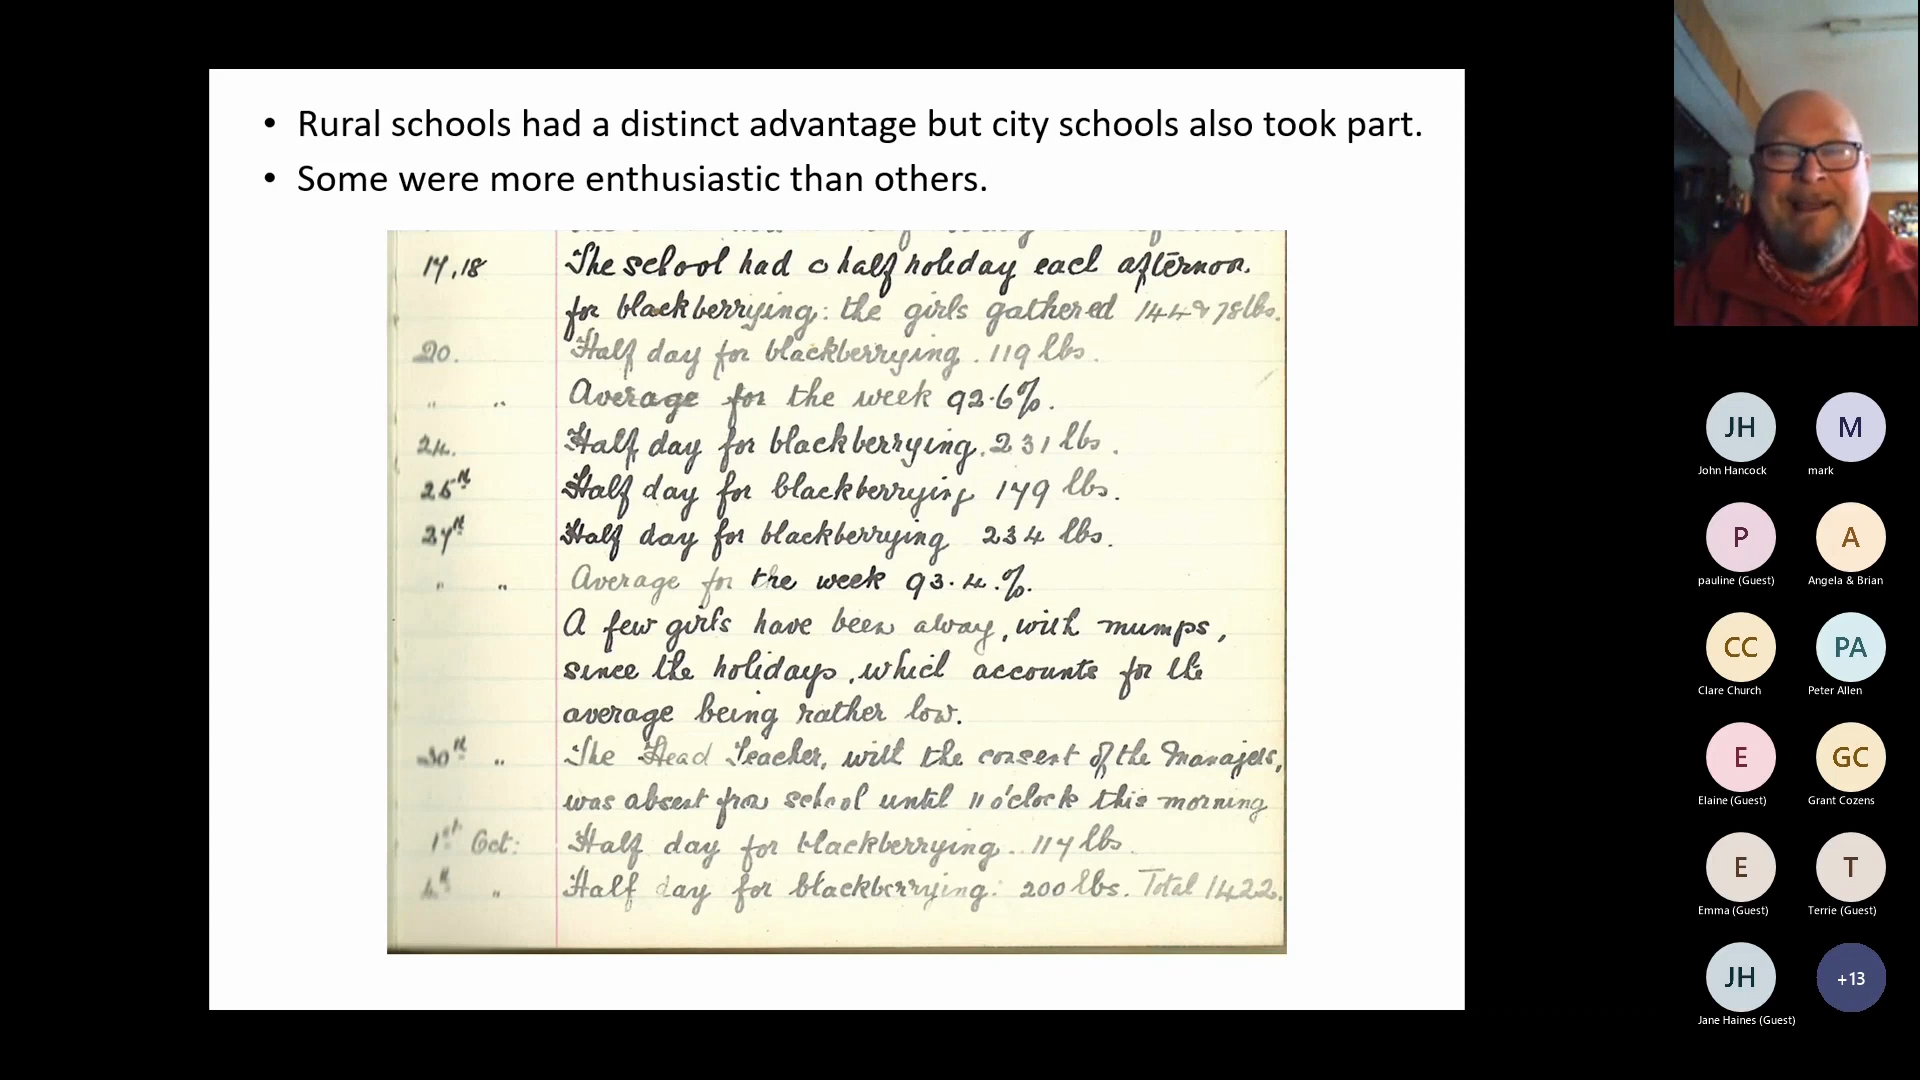 • Rural schools had a distinct advantage but city schools also took part.
• Some were more enthusiastic than others.
17,18 The school had a half holiday each afternoon
for blackberrying: the girls gathered 144 & 78 lbs.
20. Half day for blackberrying. 119 lbs.
" " Average for the week 92.6%.
24. Half day for blackberrying. 231 lbs.
25th Half day for blackberrying 179 lbs.
27th Half day for blackberrying 234 lbs.
" " Average for the week 93.4.%.
A few girls have been away, with mumps,
since the holidays, which accounts for the
average being rather low.
30th " The Head Teacher, with the consent of the Managers,
was absent from school until 11 o'clock this morning
1st Oct: Half day for blackberrying. 117 lbs.
4th " Half day for blackberrying: 200 lbs. Total 1422.
JH
John Hancock
M
mark
P
pauline (Guest)
A
Angela & Brian
CC
Clare Church
PA
Peter Allen
E
Elaine (Guest)
GC
Grant Cozens
E
Emma (Guest)
T
Terrie (Guest)
JH
Jane Haines (Guest)
+13